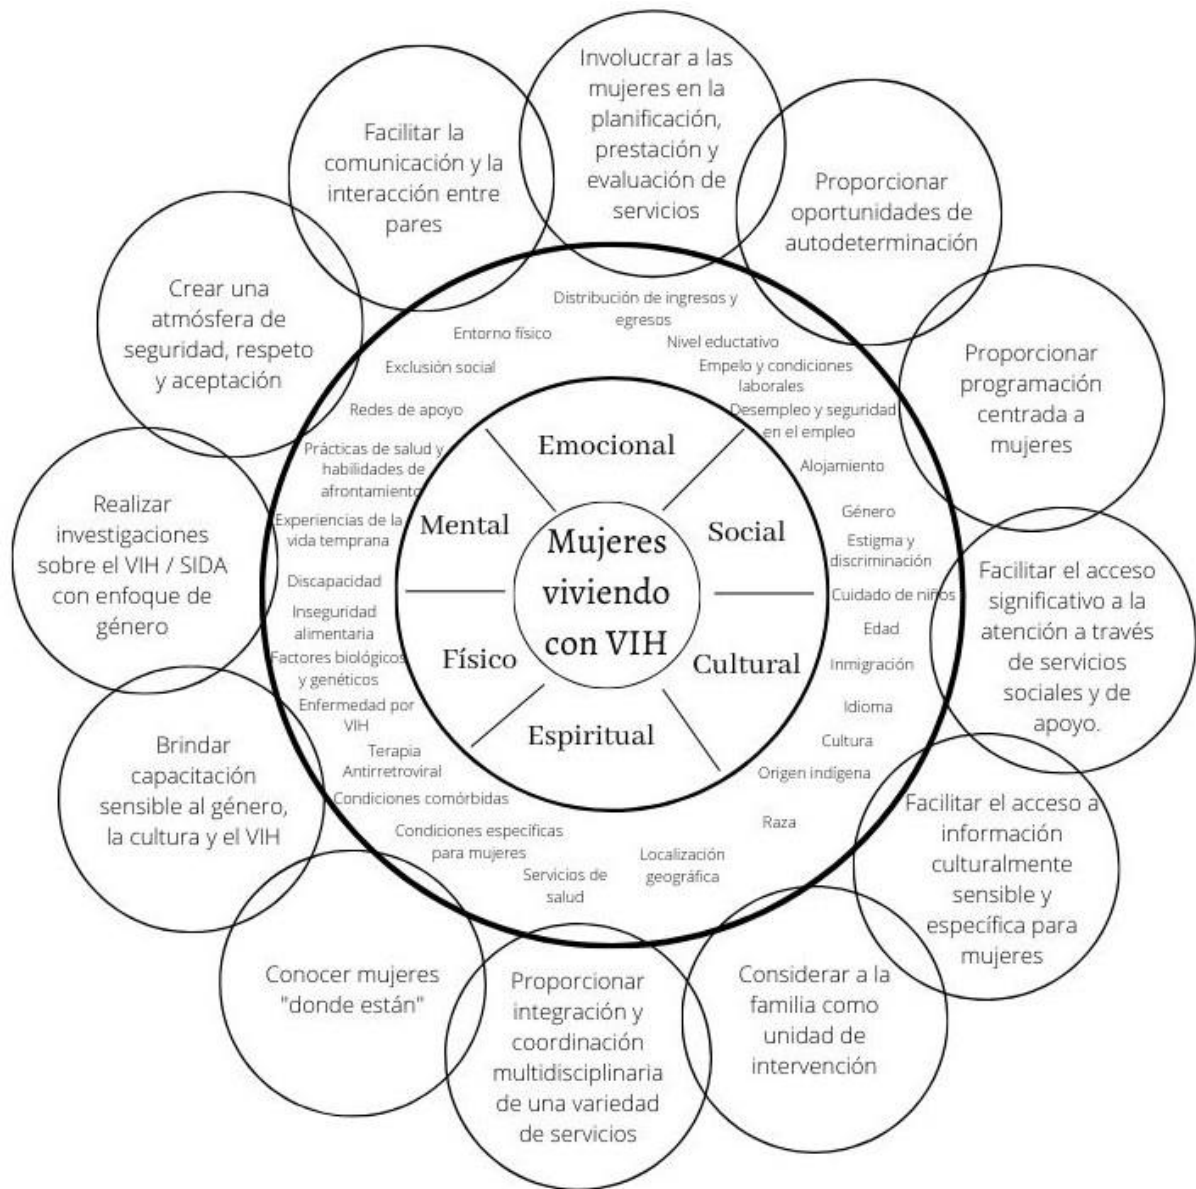 Involucrar a las
mujeres en la
planificación,
prestación y
evaluación de
servicios
Proporcionar
oportunidades de
autodeterminación
Proporcionar
programación
centrada a
mujeres
Facilitar el acceso
significativo a la
atención a través
de servicios
sociales y de
apoyo.
Facilitar el acceso a
información
culturalmente
sensible y
específica para
mujeres
Considerar a la
familia como
unidad de
intervención
Proporcionar
integración y
coordinación
multidisciplinaria
de una variedad
de servicios
Conocer mujeres
"donde están"
Brindar
capacitación
sensible al género,
la cultura y el VIH
Realizar
investigaciones
sobre el VIH / SIDA
con enfoque de
género
Crear una
atmósfera de
seguridad, respeto
y aceptación
Facilitar la
comunicación y la
interacción entre
pares
Distribución de ingresos y
egresos
Nivel eductativo
Empelo y condiciones
laborales
Desempleo y seguridad
en el empleo
Alojamiento
Género
Estigma y
discriminación
Cuidado de niños
Edad
Inmigración
Idioma
Cultura
Origen indígena
Raza
Localización
geográfica
Servicios de
salud
Condiciones específicas
para mujeres
Condiciones comórbidas
Terapia
Antirretroviral
Enfermedad por
VIH
Factores biológicos
y genéticos
Inseguridad
alimentaria
Discapacidad
Experiencias de la
vida temprana
Prácticas de salud y
habilidades de
afrontamiento
Redes de apoyo
Exclusión social
Entorno físico
Emocional
Social
Cultural
Espiritual
Físico
Mental
Mujeres
viviendo
con VIH